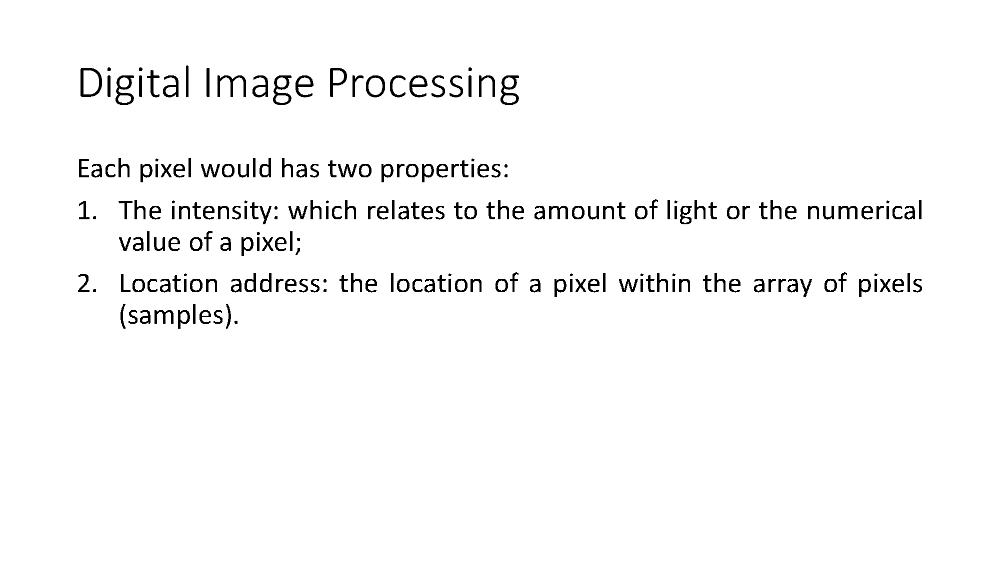 Digital Image Processing
Each pixel would has two properties:
1. The intensity: which relates to the amount of light or the numerical
value of a pixel;
2. Location address: the location of a pixel within the array of pixels
(samples).